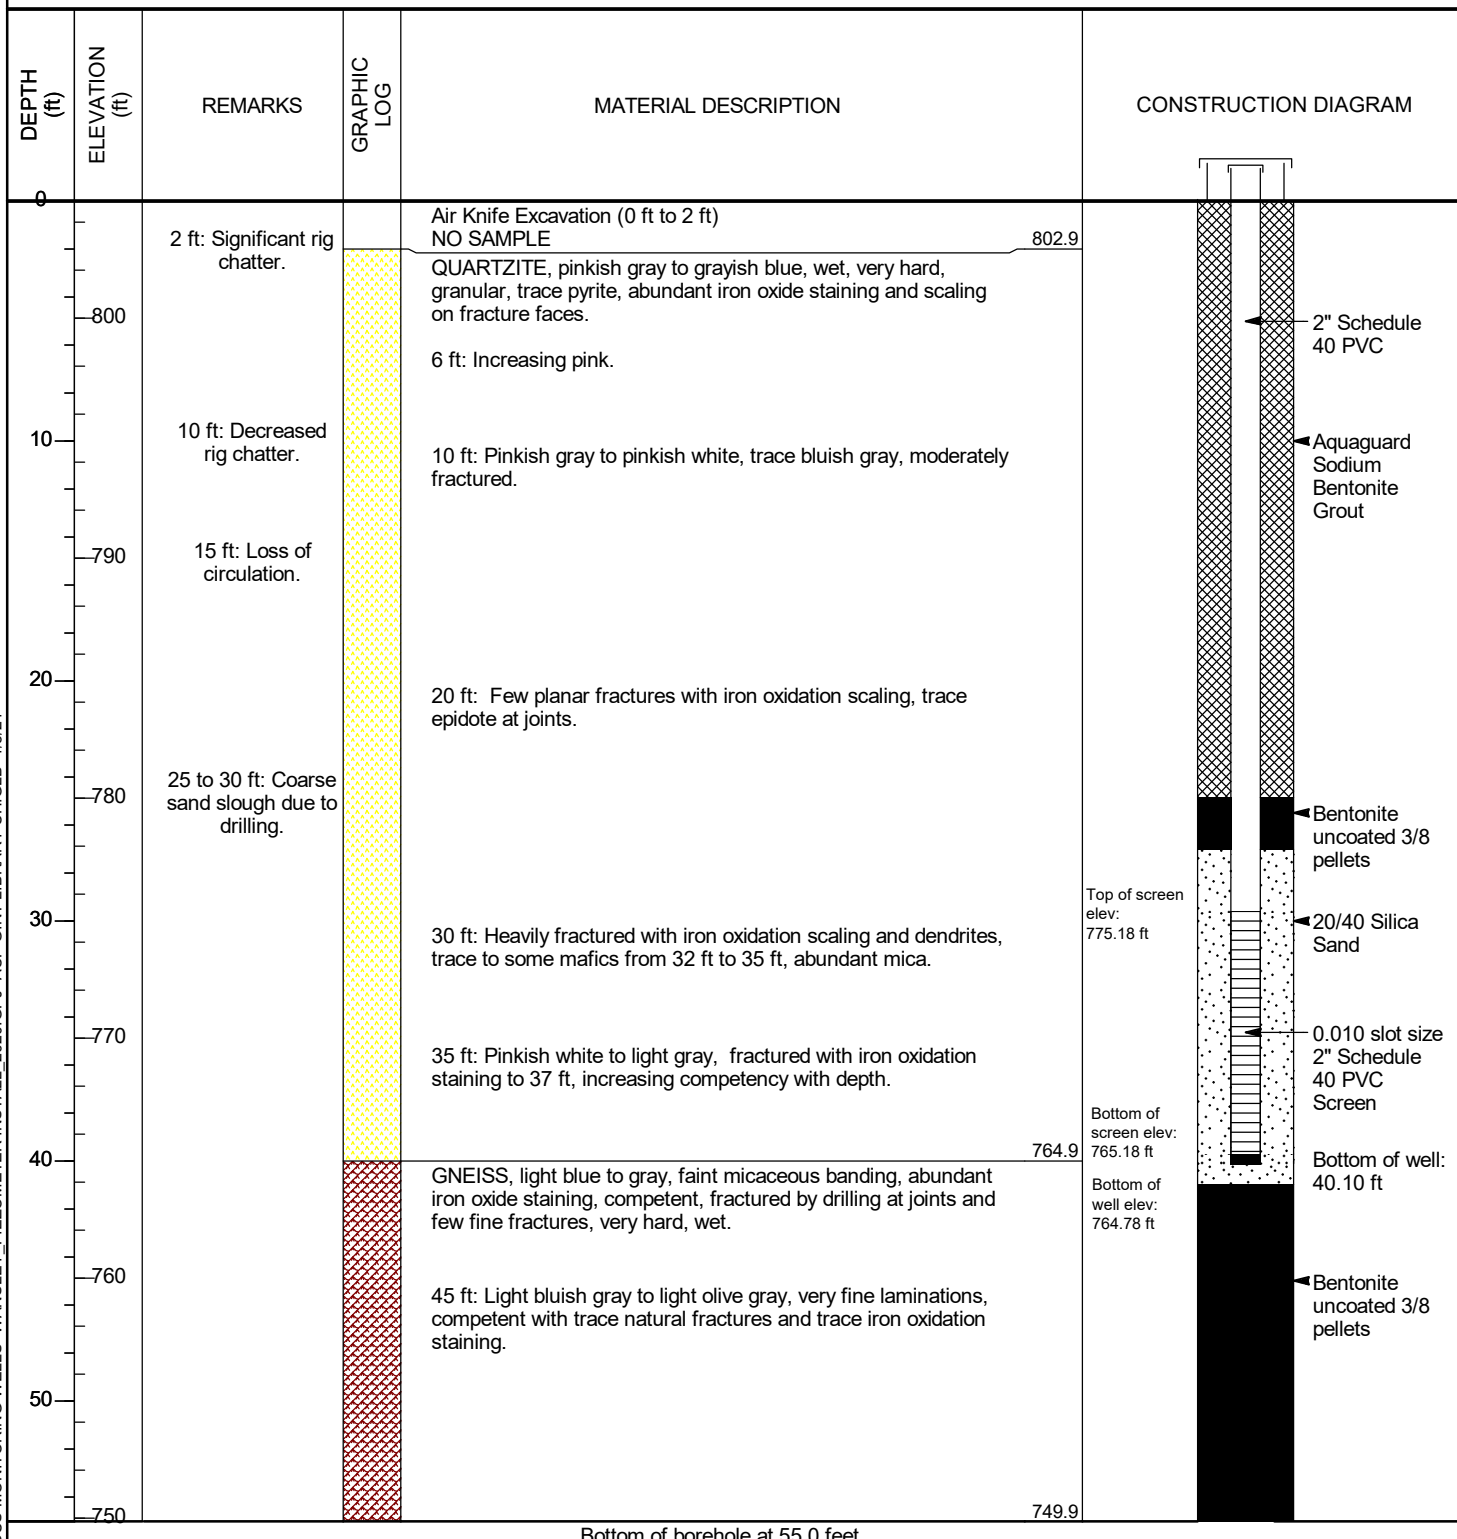 DEPTH
(ft)
ELEVATION
(ft)
REMARKS
GRAPHIC
LOG
MATERIAL DESCRIPTION
CONSTRUCTION DIAGRAM
0
Air Knife Excavation (0 ft to 2 ft)
NO SAMPLE
802.9
2 ft: Significant rig
chatter.
QUARTZITE, pinkish gray to grayish blue, wet, very hard,
granular, trace pyrite, abundant iron oxide staining and scaling
on fracture faces.
800
2" Schedule
40 PVC
6 ft: Increasing pink.
10 ft: Decreased
rig chatter.
10
10 ft: Pinkish gray to pinkish white, trace bluish gray, moderately
fractured.
Aquaguard
Sodium
Bentonite
Grout
15 ft: Loss of
circulation.
790
20
20 ft:  Few planar fractures with iron oxidation scaling, trace
epidote at joints.
25 to 30 ft: Coarse
sand slough due to
drilling.
780
Bentonite
uncoated 3/8
pellets
Top of screen
elev:
775.18 ft
30
30 ft: Heavily fractured with iron oxidation scaling and dendrites,
trace to some mafics from 32 ft to 35 ft, abundant mica.
20/40 Silica
Sand
770
35 ft: Pinkish white to light gray,  fractured with iron oxidation
staining to 37 ft, increasing competency with depth.
0.010 slot size
2" Schedule
40 PVC
Screen
Bottom of
screen elev:
765.18 ft
764.9
40
GNEISS, light blue to gray, faint micaceous banding, abundant
iron oxide staining, competent, fractured by drilling at joints and
few fine fractures, very hard, wet.
Bottom of
well elev:
764.78 ft
Bottom of well:
40.10 ft
760
45 ft: Light bluish gray to light olive gray, very fine laminations,
competent with trace natural fractures and trace iron oxidation
staining.
Bentonite
uncoated 3/8
pellets
50
750
749.9
Bottom of borehole at 55.0 feet